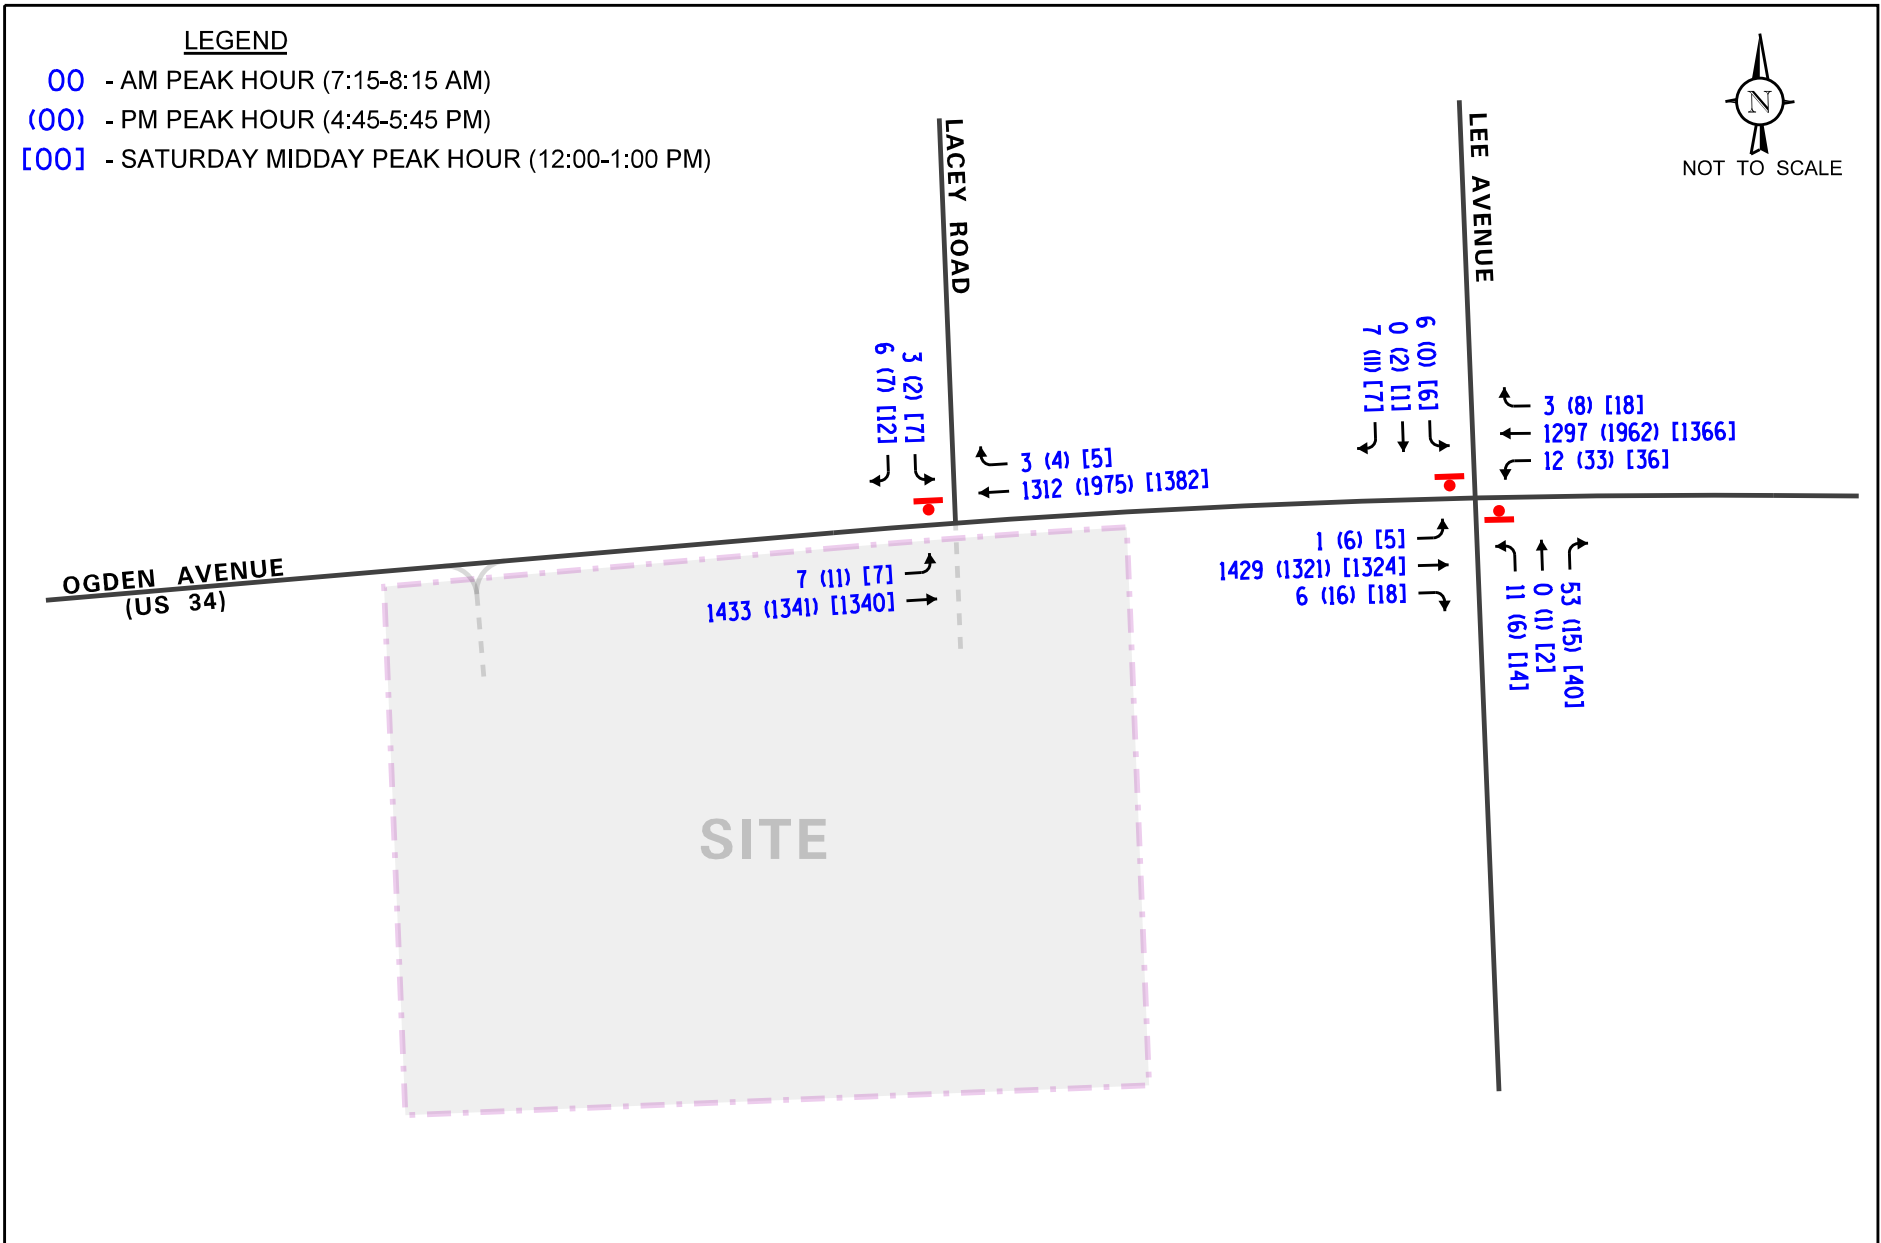 LEGEND
00 - AM PEAK HOUR (7:15-8:15 AM)
(00) - PM PEAK HOUR (4:45-5:45 PM)
[00] - SATURDAY MIDDAY PEAK HOUR (12:00-1:00 PM)
N
NOT TO SCALE
LACEY ROAD
LEE AVENUE
6 (7) [12]
3 (2) [7]
3 (4) [5]
1312 (1975) [1382]
7 (11) [7]
0 (2) [1]
6 (0) [6]
3 (8) [18]
1297 (1962) [1366]
12 (33) [36]
OGDEN AVENUE
(US 34)
7 (11) [7]
1433 (1341) [1340]
1 (6) [5]
1429 (1321) [1324]
6 (16) [18]
11 (6) [14]
0 (1) [2]
53 (15) [40]
SITE